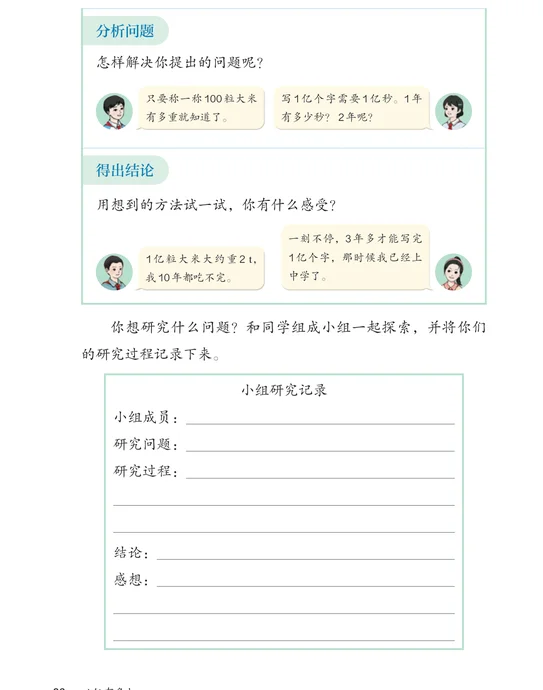 分析问题
怎样解决你提出的问题呢？
只要称一称100粒大米
有多重就知道了。
写1亿个字需要1亿秒。1年
有多少秒？2年呢？
得出结论
用想到的方法试一试，你有什么感受？
1亿粒大米大约重2 t，
我10年都吃不完。
一刻不停，3年多才能写完
1亿个字，那时候我已经上
中学了。
你想研究什么问题？和同学组成小组一起探索，并将你们
的研究过程记录下来。
小组研究记录
小组成员：
研究问题：
研究过程：
结论：
感想：